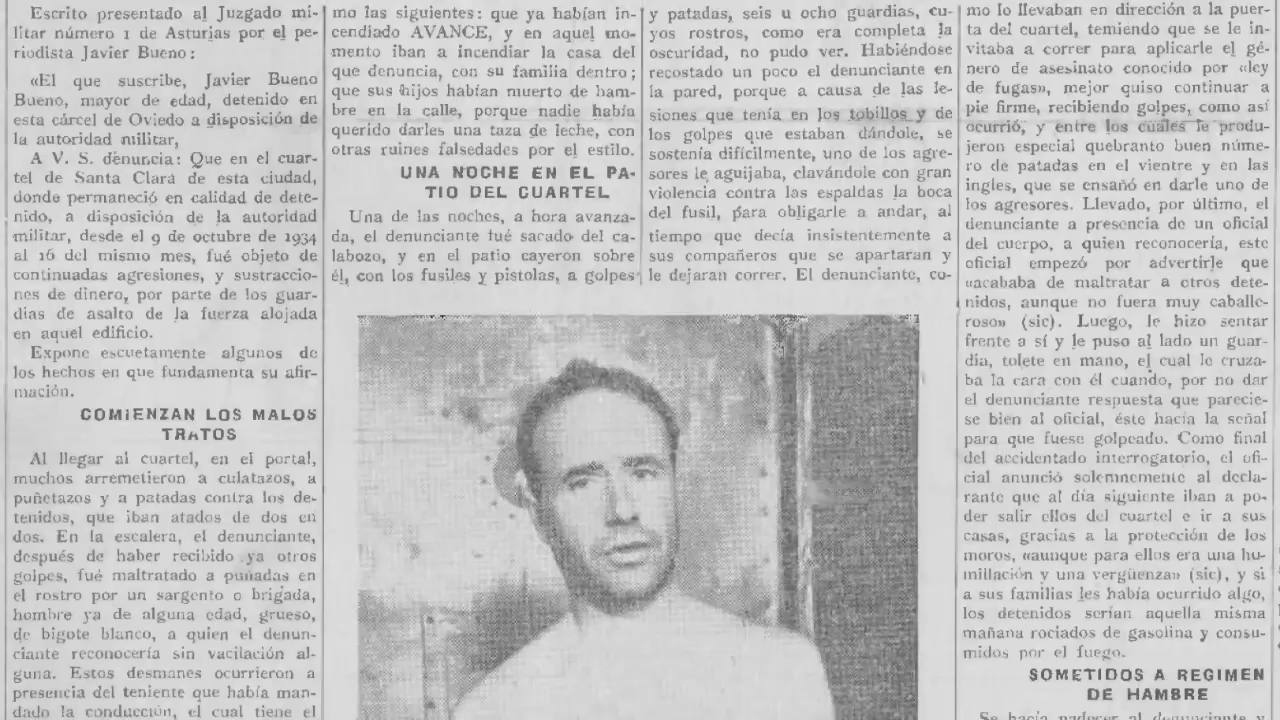 Escrito presentado al Juzgado mi-
litar número 1 de Asturias por el pe-
riodista Javier Bueno:
«El que suscribe, Javier Bueno
Bueno, mayor de edad, detenido en
esta cárcel de Oviedo a disposición de
la autoridad militar,
A V. S. denuncia: Que en el cuar-
tel de Santa Clara de esta ciudad,
donde permaneció en calidad de dete-
nido, a disposición de la autoridad
militar, desde el 9 de octubre de 1934
al 16 del mismo mes, fué objeto de
continuadas agresiones, y sustraccio-
nes de dinero, por parte de los guar-
dias de asalto de la fuerza alojada
en aquel edificio.
Expone escuetamente algunos de
los hechos en que fundamenta su afir-
mación.
COMIENZAN LOS MALOS
TRATOS
Al llegar al cuartel, en el portal,
muchos arremetieron a culatazos, a
puñetazos y a patadas contra los de-
tenidos, que iban atados de dos en
dos. En la escalera, el denunciante,
después de haber recibido ya otros
golpes, fué maltratado a puñadas en
el rostro por un sargento o brigada,
hombre ya de alguna edad, grueso,
de bigote blanco, a quien el denun-
ciante reconocería sin vacilación al-
guna. Estos desmanes ocurrieron a
presencia del teniente que había man-
dado la conducción, el cual tiene el
mo las siguientes: que ya habían in-
cendiado AVANCE, y en aquel mo-
mento iban a incendiar la casa del
que denuncia, con su familia dentro;
que sus hijos habían muerto de ham-
bre en la calle, porque nadie había
querido darles una taza de leche, con
otras ruines falsedades por el estilo.
UNA NOCHE EN EL PA-
TIO DEL CUARTEL
Una de las noches, a hora avanza-
da, el denunciante fué sacado del ca-
labozo, y en el patio cayeron sobre
él, con los fusiles y pistolas, a golpes
y patadas, seis u ocho guardias, cu-
yos rostros, como era completa la
oscuridad, no pudo ver. Habiéndose
recostado un poco el denunciante en
la pared, porque a causa de las le-
siones que tenía en los tobillos y de
los golpes que estaban dándole, se
sostenía difícilmente, uno de los agre-
sores le aguijaba, clavándole con gran
violencia contra las espaldas la boca
del fusil, para obligarle a andar, al
tiempo que decía insistentemente a
sus compañeros que se apartaran y
le dejaran correr. El denunciante, cu-
mo lo llevaban en dirección a la puer-
ta del cuartel, temiendo que se le in-
vitaba a correr para aplicarle el gé-
nero de asesinato conocido por «ley
de fugas», mejor quiso continuar a
pie firme, recibiendo golpes, como así
ocurrió, y entre los cuales le produ-
jeron especial quebranto buen núme-
ro de patadas en el vientre y en las
ingles, que se ensañó en darle uno de
los agresores. Llevado, por último, el
denunciante a presencia de un oficial
del cuerpo, a quien reconocería, este
oficial empezó por advertirle que
«acababa de maltratar a otros dete-
nidos, aunque no fuera muy caballe-
roso» (sic). Luego, le hizo sentar
frente a sí y le puso al lado un guar-
dia, tolete en mano, el cual le cruza-
ba la cara con él cuando, por no dar
el denunciante respuesta que parecie-
se bien al oficial, éste hacía la señal
para que fuese golpeado. Como final
del accidentado interrogatorio, el ofi-
cial anunció solemnemente al decla-
rante que al día siguiente iban a po-
der salir ellos del cuartel e ir a sus
casas, gracias a la protección de los
moros, «aunque para ellos era una hu-
millación y una vergüenza» (sic), y si
a sus familias les había ocurrido algo,
los detenidos serían aquella misma
mañana rociados de gasolina y consu-
midos por el fuego.
SOMETIDOS A REGIMEN
DE HAMBRE
Se hacía padecer al denunciante y